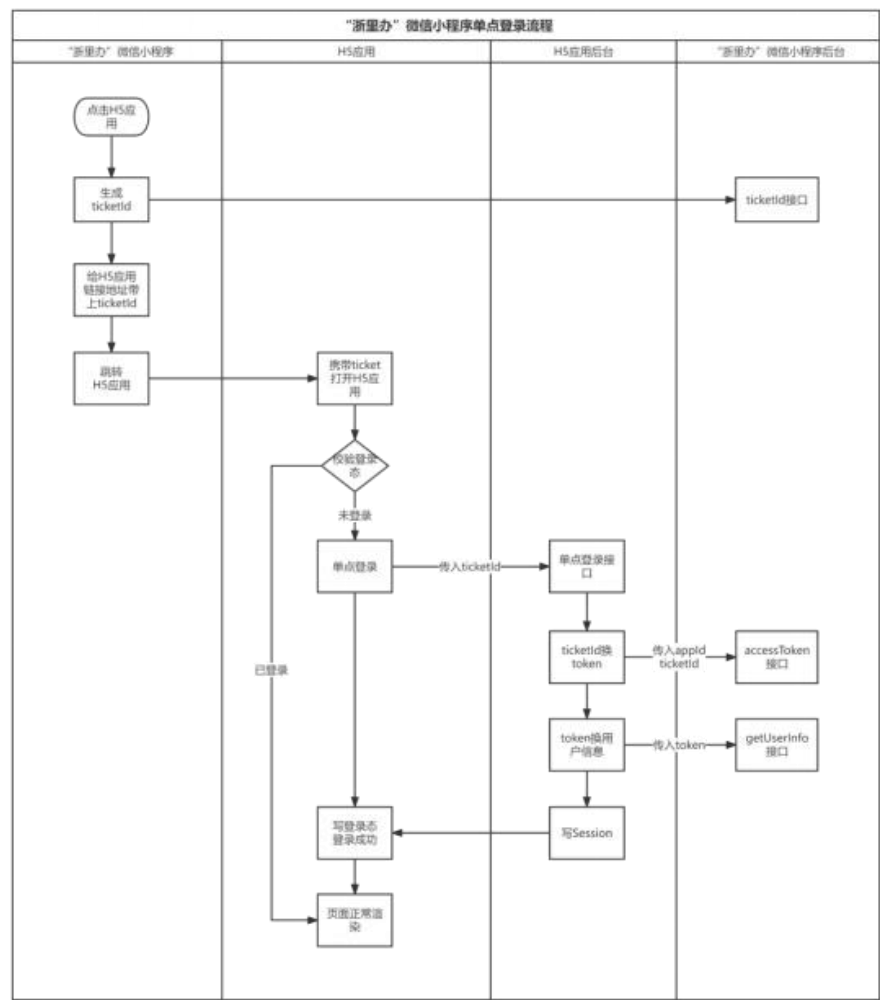 “浙里办”微信小程序单点登录流程
“浙里办”微信小程序
H5应用
H5应用后台
“浙里办”微信小程序后台
点击H5应
用
生成
ticketId
ticketId接口
给H5应用
链接地址带
上ticketId
跳转
H5应用
携带ticket
打开H5应
用
校验登录
态
未登录
单点登录
传入ticketId
单点登录接
口
ticketId换
token
传入appId
ticketId
accessToken
接口
已登录
token换用
户信息
传入token
getUserInfo
接口
写登录态
登录成功
写Session
页面正常渲
染